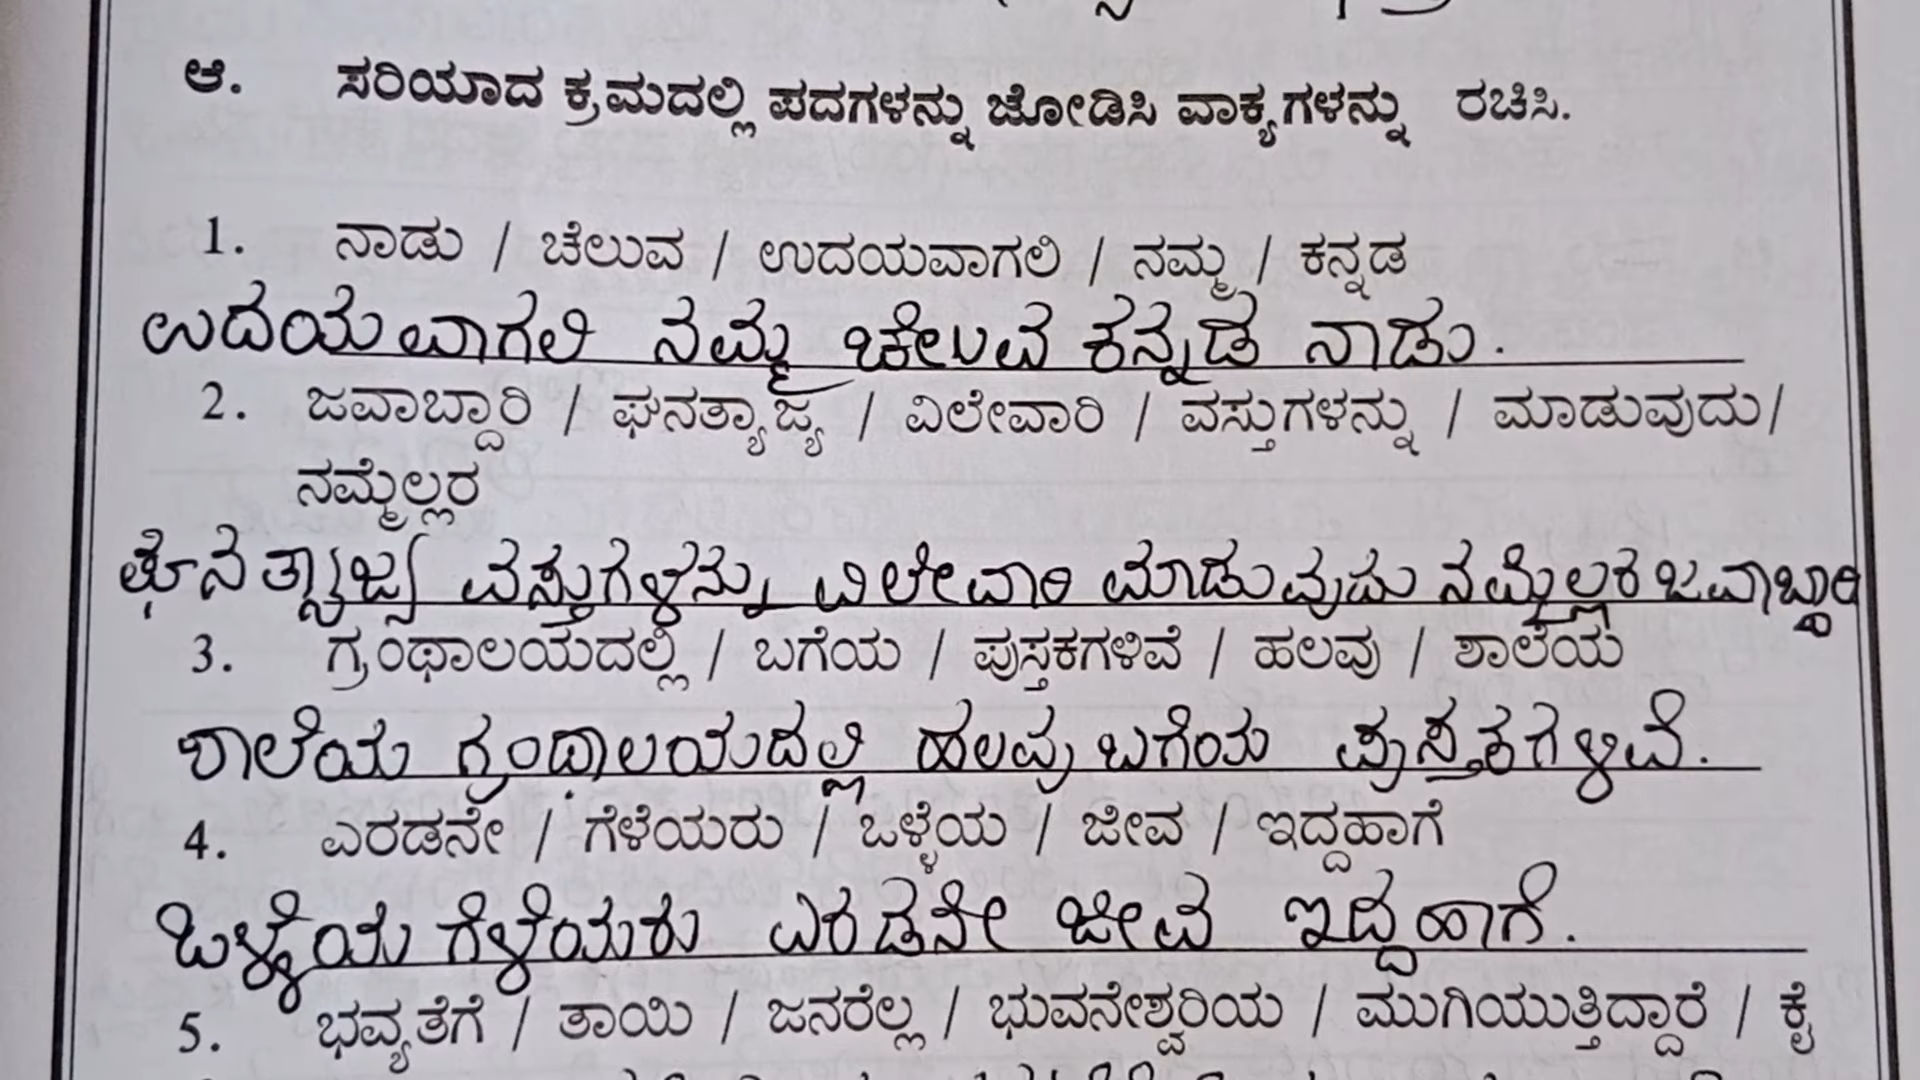 ಆ. ಸರಿಯಾದ ಕ್ರಮದಲ್ಲಿ ಪದಗಳನ್ನು ಜೋಡಿಸಿ ವಾಕ್ಯಗಳನ್ನು ರಚಿಸಿ.
1. ನಾಡು / ಚೆಲುವ / ಉದಯವಾಗಲಿ / ನಮ್ಮ / ಕನ್ನಡ
ಉದಯವಾಗಲಿ ನಮ್ಮ ಚೆಲುವ ಕನ್ನಡ ನಾಡು.
2. ಜವಾಬ್ದಾರಿ / ಘನತ್ಯಾಜ್ಯ / ವಿಲೇವಾರಿ / ವಸ್ತುಗಳನ್ನು / ಮಾಡುವುದು/
ನಮ್ಮೆಲ್ಲರ
ಘನತ್ಯಾಜ್ಯ ವಸ್ತುಗಳನ್ನು ವಿಲೇವಾರಿ ಮಾಡುವುದು ನಮ್ಮೆಲ್ಲರ ಜವಾಬ್ದಾರಿ
3. ಗ್ರಂಥಾಲಯದಲ್ಲಿ / ಬಗೆಯ / ಪುಸ್ತಕಗಳಿವೆ / ಹಲವು / ಶಾಲೆಯ
ಶಾಲೆಯ ಗ್ರಂಥಾಲಯದಲ್ಲಿ ಹಲವು ಬಗೆಯ ಪುಸ್ತಕಗಳಿವೆ.
4. ಎರಡನೇ / ಗೆಳೆಯರು / ಒಳ್ಳೆಯ / ಜೀವ / ಇದ್ದಹಾಗೆ
ಒಳ್ಳೆಯ ಗೆಳೆಯರು ಎರಡನೇ ಜೀವ ಇದ್ದಹಾಗೆ.
5. ಭವ್ಯತೆಗೆ / ತಾಯಿ / ಜನರೆಲ್ಲ / ಭುವನೇಶ್ವರಿಯ / ಮುಗಿಯುತ್ತಿದ್ದಾರೆ / ಕೈ